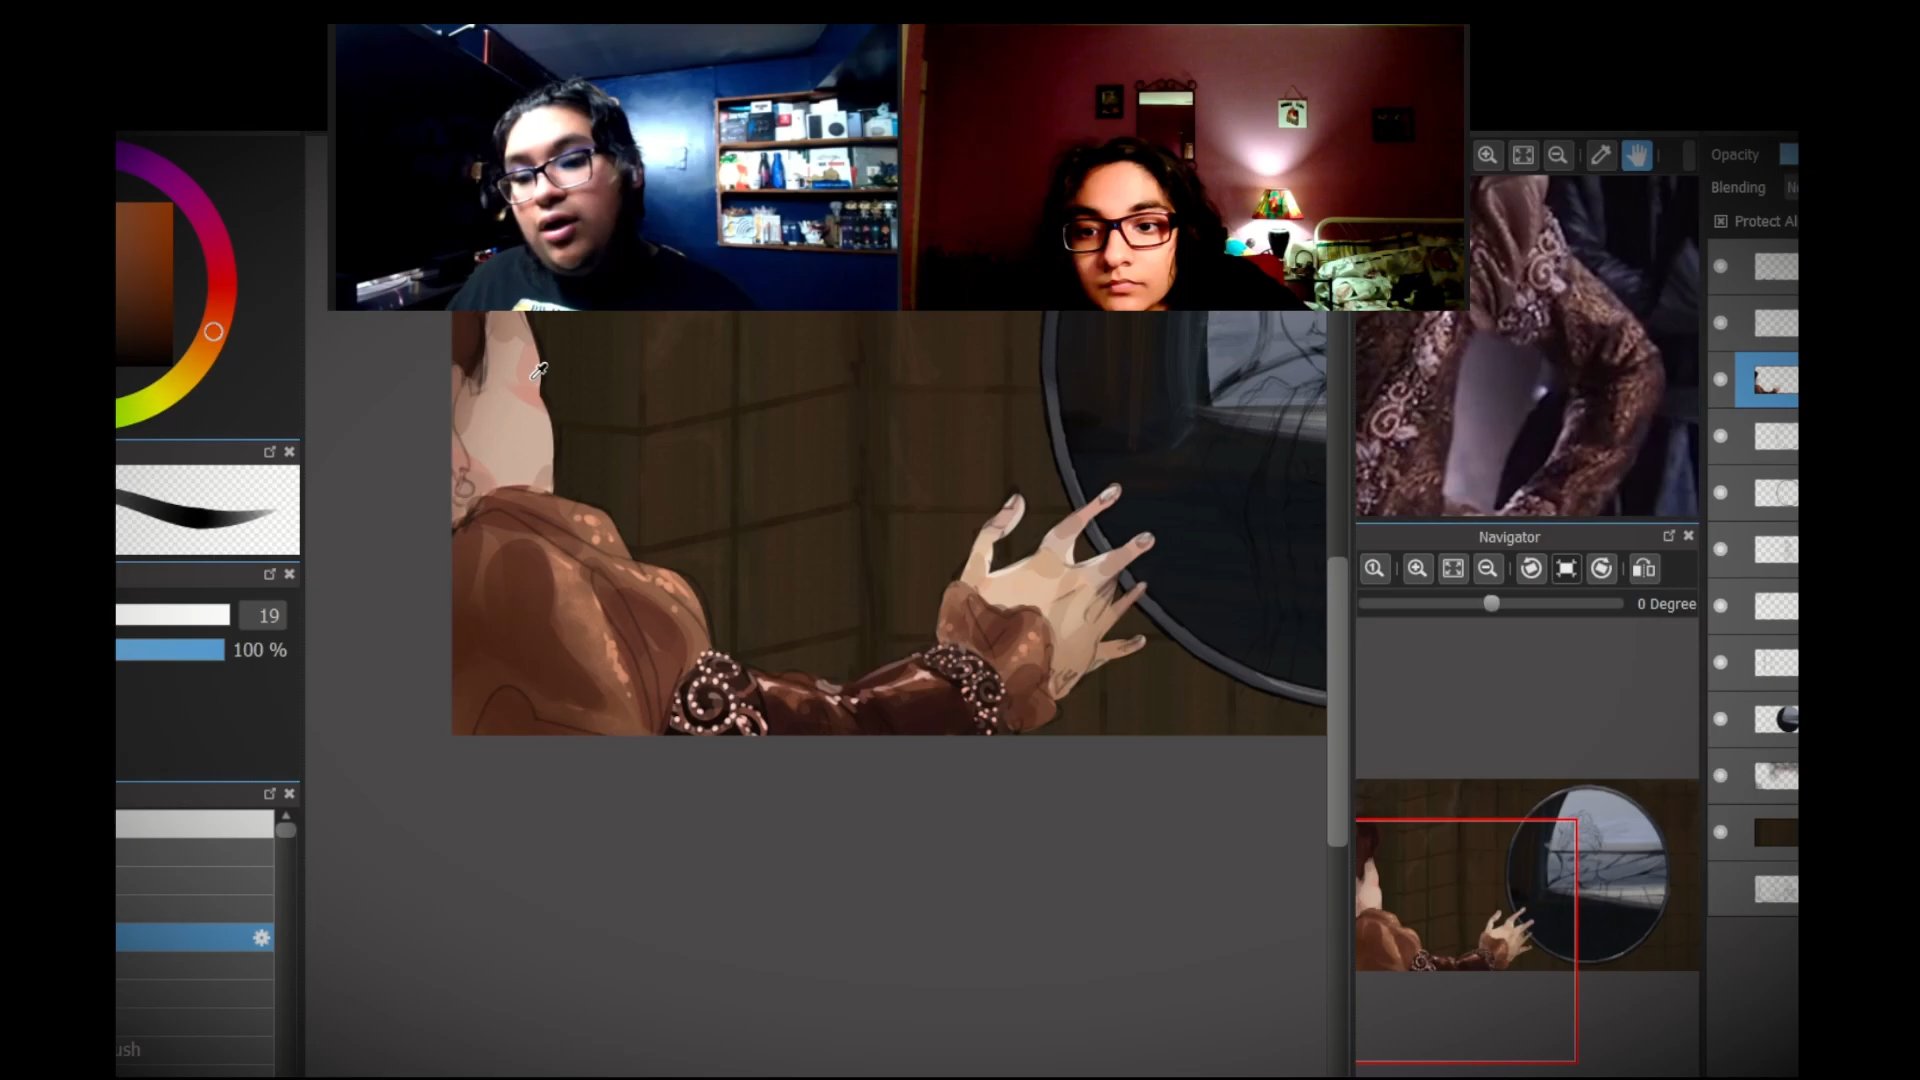 Opacity
Blending
Protect Al
19
100 %
Navigator
0 Degree
ush